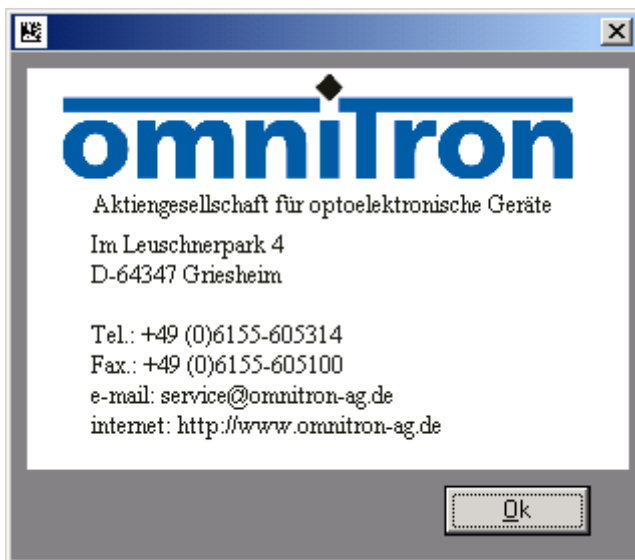 omnitron
Aktiengesellschaft für optoelektronische Geräte
Im Leuschnerpark 4
D-64347 Griesheim
Tel.: +49 (0)6155-605314
Fax.: +49 (0)6155-605100
e-mail: service@omnitron-ag.de
internet: http://www.omnitron-ag.de
Ok